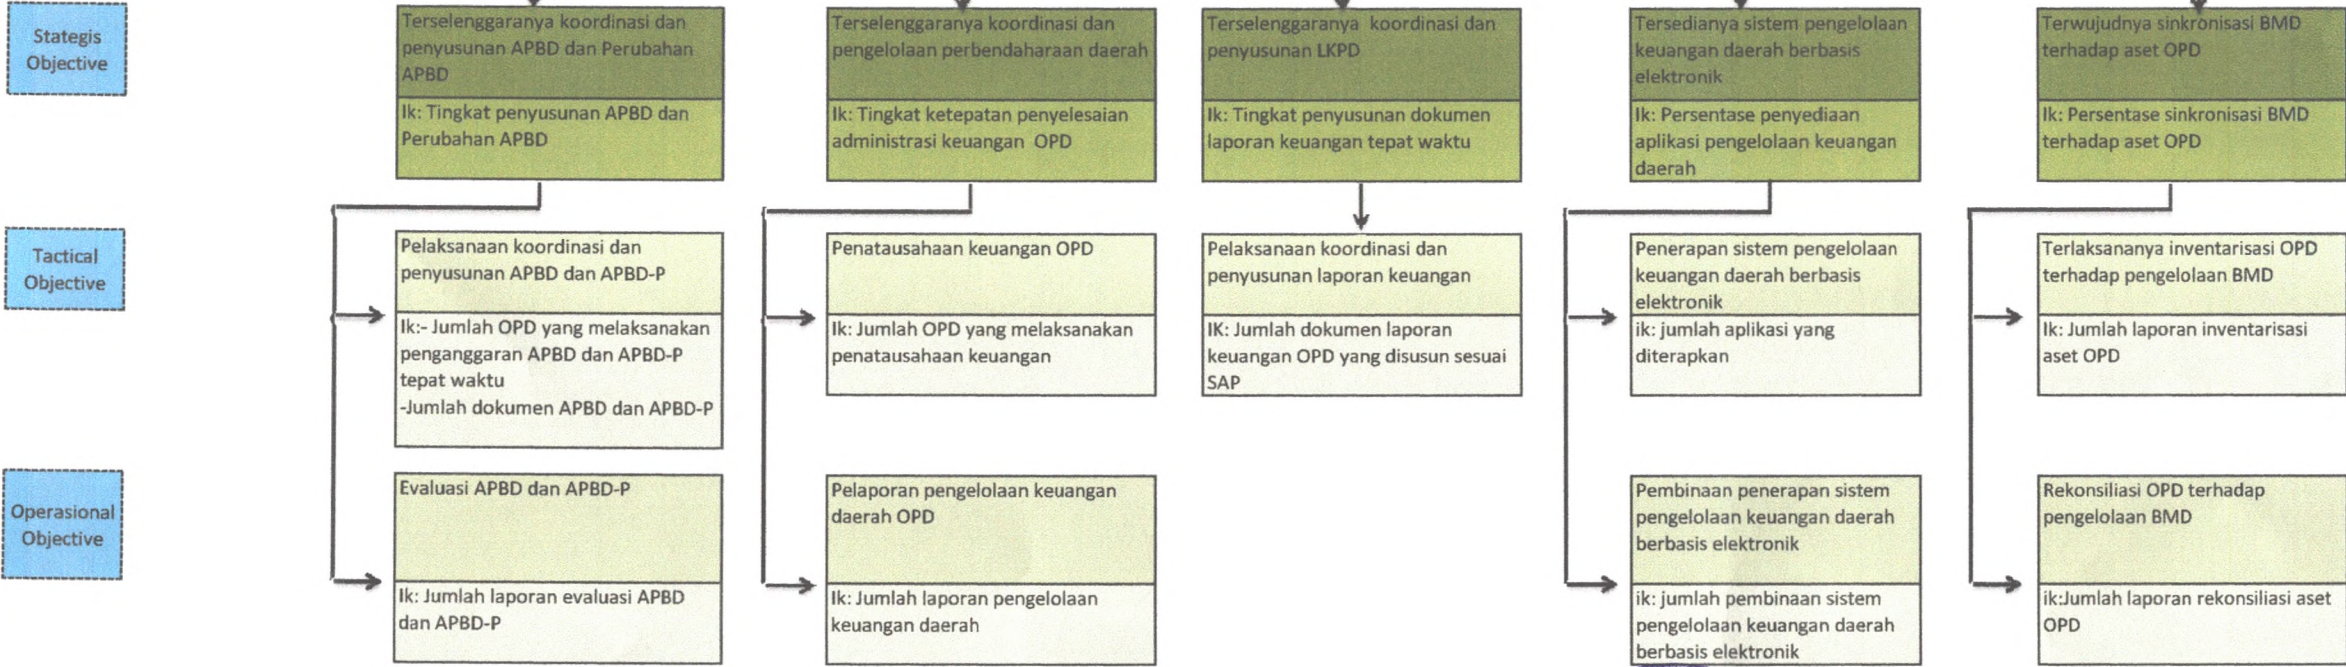 Stategis
Objective
Terselenggaranya koordinasi dan
penyusunan APBD dan Perubahan
APBD
Ik: Tingkat penyusunan APBD dan
Perubahan APBD
Terselenggaranya koordinasi dan
pengelolaan perbendaharaan daerah
Ik: Tingkat ketepatan penyelesaian
administrasi keuangan OPD
Terselenggaranya koordinasi dan
penyusunan LKPD
Ik: Tingkat penyusunan dokumen
laporan keuangan tepat waktu
Tersedianya sistem pengelolaan
keuangan daerah berbasis
elektronik
Ik: Persentase penyediaan
aplikasi pengelolaan keuangan
daerah
Terwujudnya sinkronisasi BMD
terhadap aset OPD
Ik: Persentase sinkronisasi BMD
terhadap aset OPD
Tactical
Objective
Pelaksanaan koordinasi dan
penyusunan APBD dan APBD-P
Ik:- Jumlah OPD yang melaksanakan
penganggaran APBD dan APBD-P
tepat waktu
-Jumlah dokumen APBD dan APBD-P
Penatausahaan keuangan OPD
Ik: Jumlah OPD yang melaksanakan
penatausahaan keuangan
Pelaksanaan koordinasi dan
penyusunan laporan keuangan
IK: Jumlah dokumen laporan
keuangan OPD yang disusun sesuai
SAP
Penerapan sistem pengelolaan
keuangan daerah berbasis
elektronik
ik: jumlah aplikasi yang
diterapkan
Terlaksananya inventarisasi OPD
terhadap pengelolaan BMD
Ik: Jumlah laporan inventarisasi
aset OPD
Operasional
Objective
Evaluasi APBD dan APBD-P
Ik: Jumlah laporan evaluasi APBD
dan APBD-P
Pelaporan pengelolaan keuangan
daerah OPD
Ik: Jumlah laporan pengelolaan
keuangan daerah
Pembinaan penerapan sistem
pengelolaan keuangan daerah
berbasis elektronik
ik: jumlah pembinaan sistem
pengelolaan keuangan daerah
berbasis elektronik
Rekonsiliasi OPD terhadap
pengelolaan BMD
ik:Jumlah laporan rekonsiliasi aset
OPD